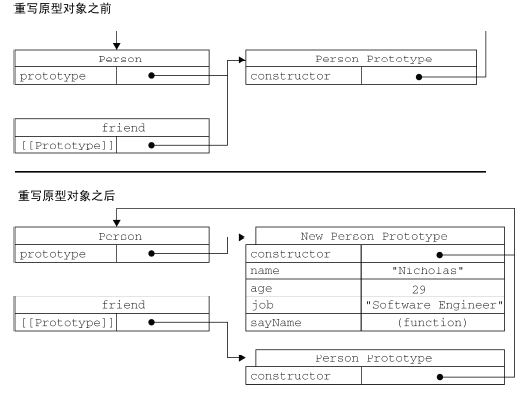 重写原型对象之前
Person
Person Prototype
prototype
constructor
friend
[[Prototype]]
重写原型对象之后
Person
New Person Prototype
prototype
constructor
name
"Nicholas"
age
29
friend
job
"Software Engineer"
[[Prototype]]
sayName
(function)
Person Prototype
constructor